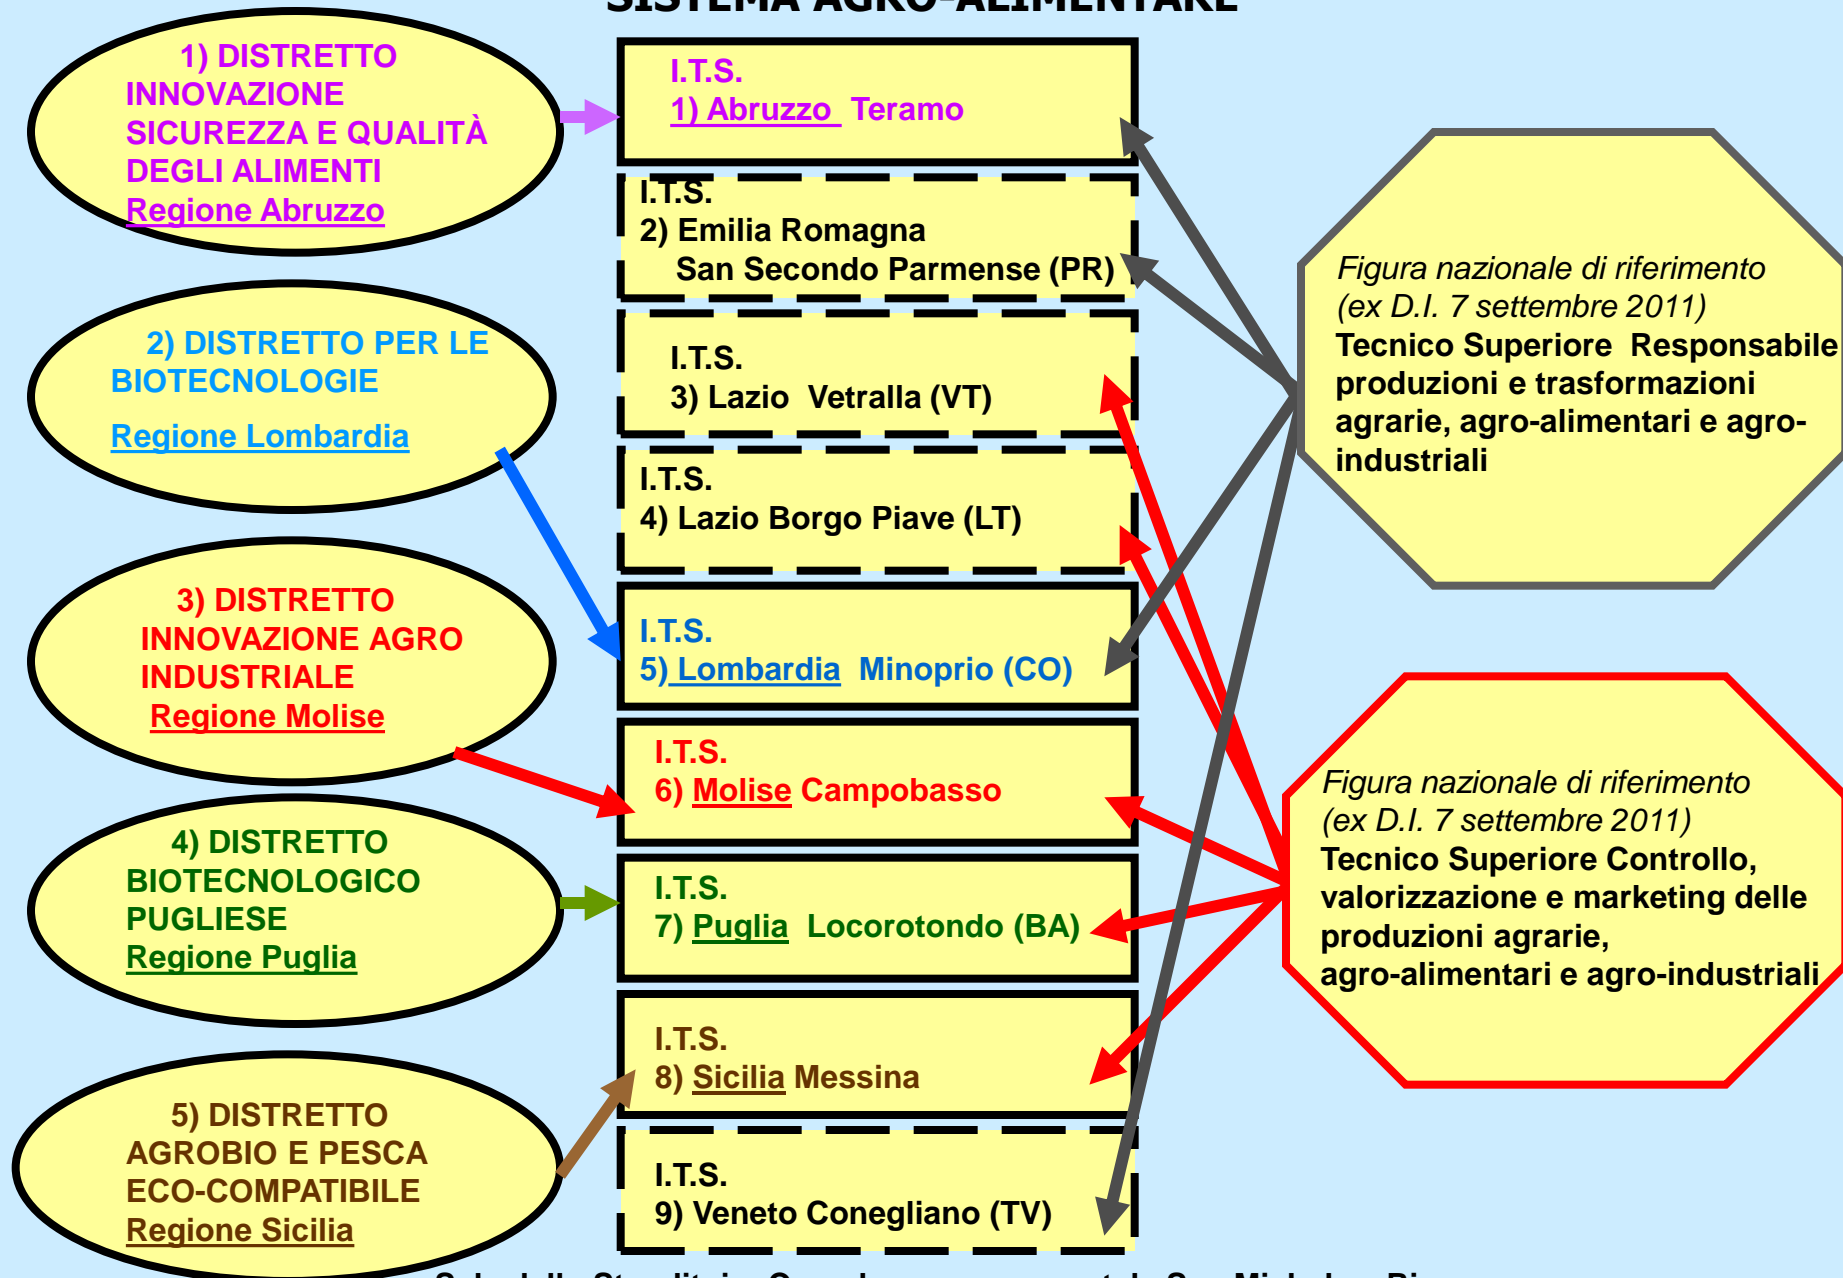 SISTEMA AGRO-ALIMENTARE
1) DISTRETTO
INNOVAZIONE
SICUREZZA E QUALITÀ
DEGLI ALIMENTI
Regione Abruzzo
2) DISTRETTO PER LE
BIOTECNOLOGIE
Regione Lombardia
3) DISTRETTO
INNOVAZIONE AGRO
INDUSTRIALE
Regione Molise
4) DISTRETTO
BIOTECNOLOGICO
PUGLIESE
Regione Puglia
5) DISTRETTO
AGROBIO E PESCA
ECO-COMPATIBILE
Regione Sicilia
I.T.S.
1) Abruzzo Teramo
I.T.S.
2) Emilia Romagna
San Secondo Parmense (PR)
I.T.S.
3) Lazio Vetralla (VT)
I.T.S.
4) Lazio Borgo Piave (LT)
I.T.S.
5) Lombardia Minoprio (CO)
I.T.S.
6) Molise Campobasso
I.T.S.
7) Puglia Locorotondo (BA)
I.T.S.
8) Sicilia Messina
I.T.S.
9) Veneto Conegliano (TV)
Figura nazionale di riferimento
(ex D.I. 7 settembre 2011)
Tecnico Superiore Responsabile
produzioni e trasformazioni
agrarie, agro-alimentari e agro-
industriali
Figura nazionale di riferimento
(ex D.I. 7 settembre 2011)
Tecnico Superiore Controllo,
valorizzazione e marketing delle
produzioni agrarie,
agro-alimentari e agro-industriali